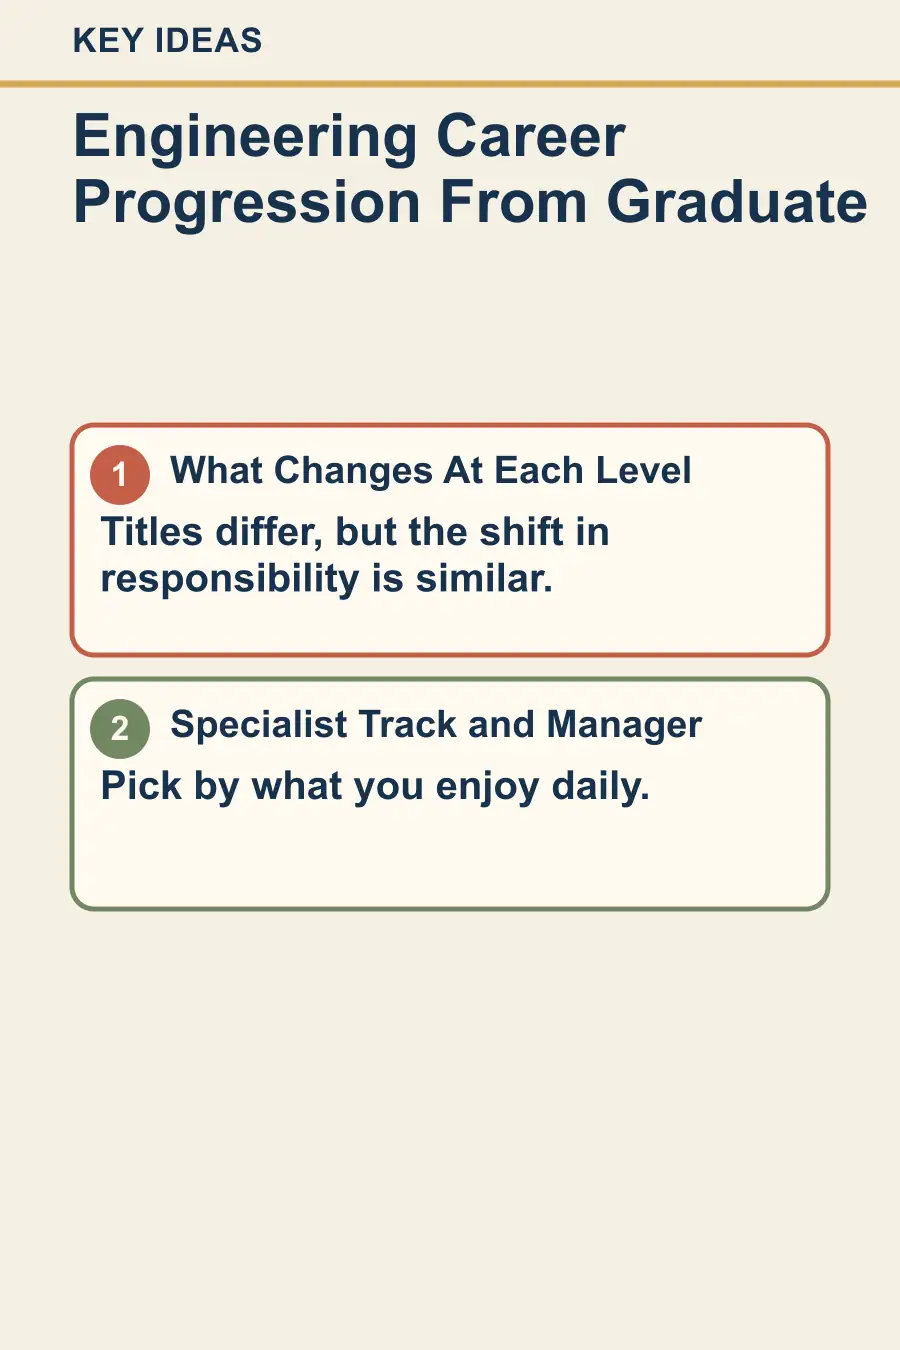 KEY IDEAS
Engineering Career
Progression From Graduate
1 What Changes At Each Level
Titles differ, but the shift in
responsibility is similar.
2 Specialist Track and Manager
Pick by what you enjoy daily.